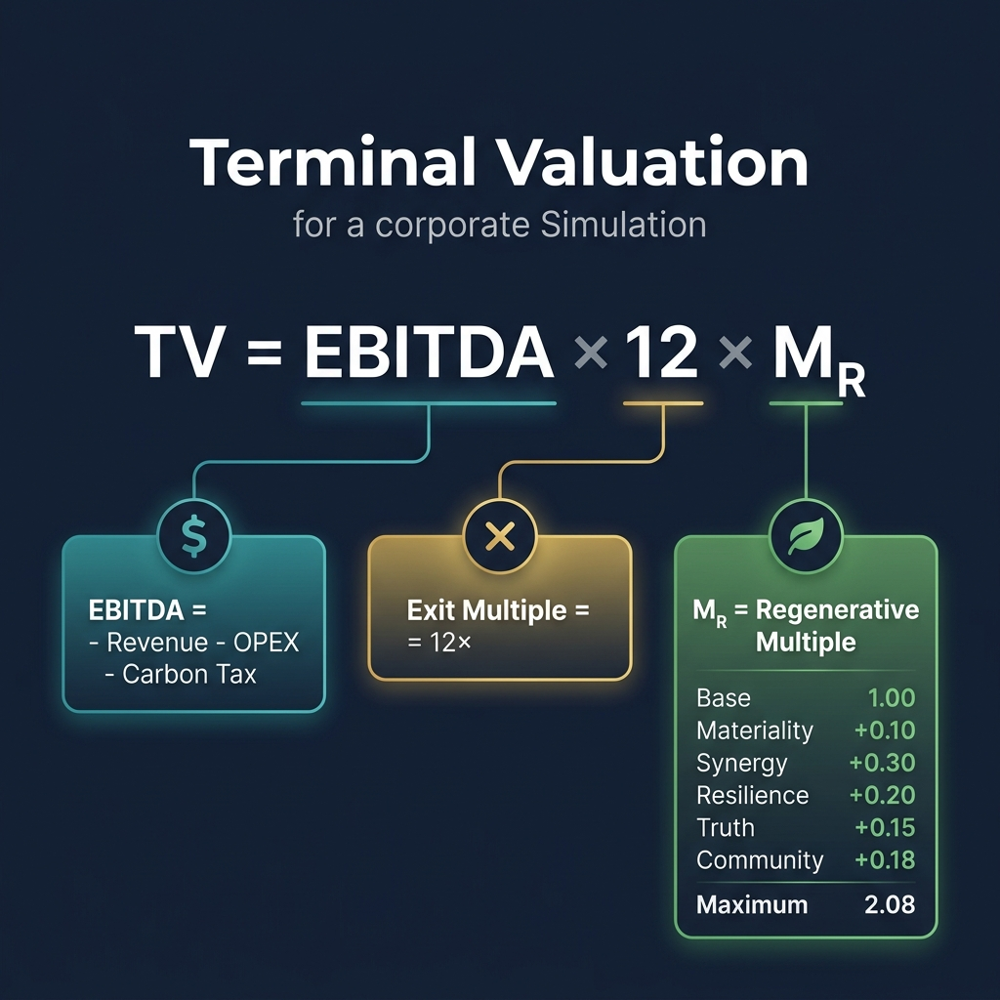 Terminal Valuation
for a corporate Simulation
TV = EBITDA × 12 × M_R
$
EBITDA =
- Revenue - OPEX
- Carbon Tax
×
Exit Multiple =
= 12×
M_R = Regenerative
Multiple
Base 1.00
Materiality +0.10
Synergy +0.30
Resilience +0.20
Truth +0.15
Community +0.18
Maximum 2.08